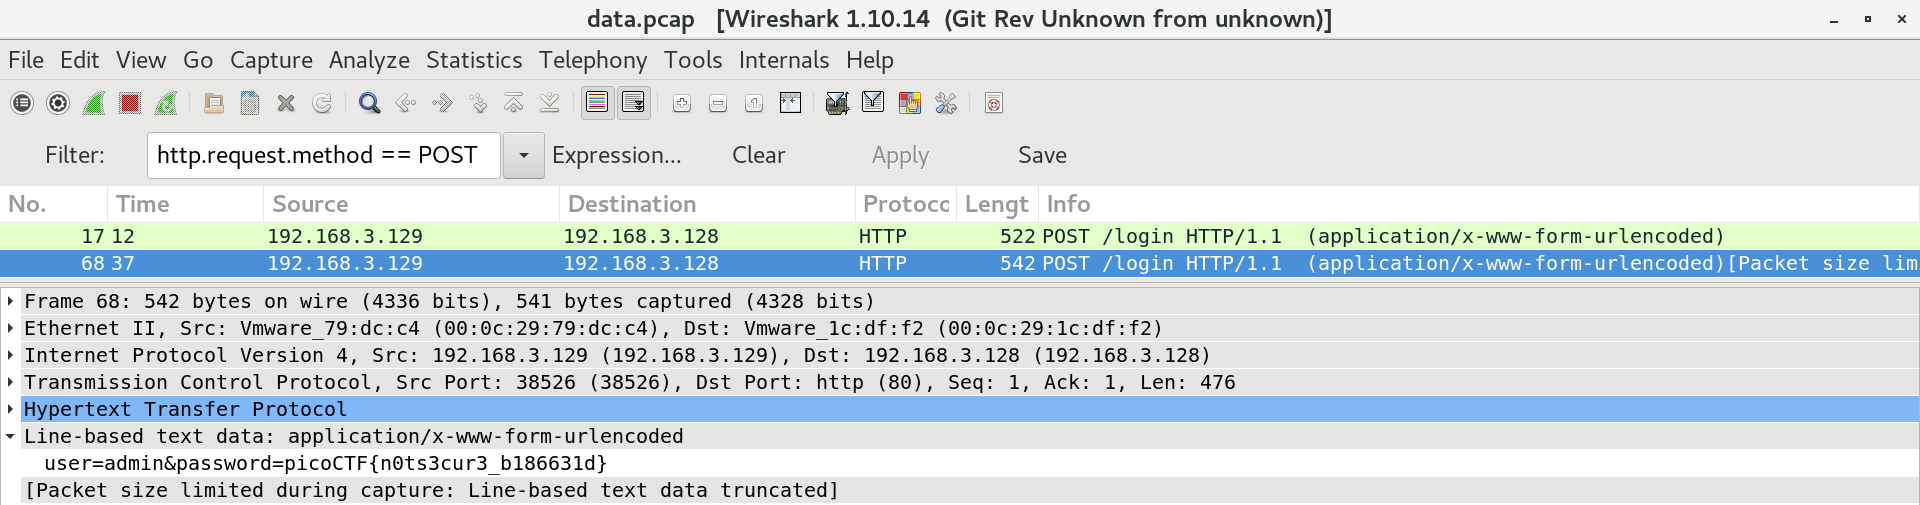 data.pcap   [Wireshark 1.10.14  (Git Rev Unknown from unknown)]
File Edit View Go Capture Analyze Statistics Telephony Tools Internals Help
Filter: http.request.method == POST Expression... Clear Apply Save
No. Time Source Destination Protoco Lengt Info
17 12 192.168.3.129 192.168.3.128 HTTP 522 POST /login HTTP/1.1  (application/x-www-form-urlencoded)
68 37 192.168.3.129 192.168.3.128 HTTP 542 POST /login HTTP/1.1  (application/x-www-form-urlencoded)[Packet size lim
Frame 68: 542 bytes on wire (4336 bits), 541 bytes captured (4328 bits)
Ethernet II, Src: Vmware_79:dc:c4 (00:0c:29:79:dc:c4), Dst: Vmware_1c:df:f2 (00:0c:29:1c:df:f2)
Internet Protocol Version 4, Src: 192.168.3.129 (192.168.3.129), Dst: 192.168.3.128 (192.168.3.128)
Transmission Control Protocol, Src Port: 38526 (38526), Dst Port: http (80), Seq: 1, Ack: 1, Len: 476
Hypertext Transfer Protocol
Line-based text data: application/x-www-form-urlencoded
user=admin&password=picoCTF{n0ts3cur3_b186631d}
[Packet size limited during capture: Line-based text data truncated]